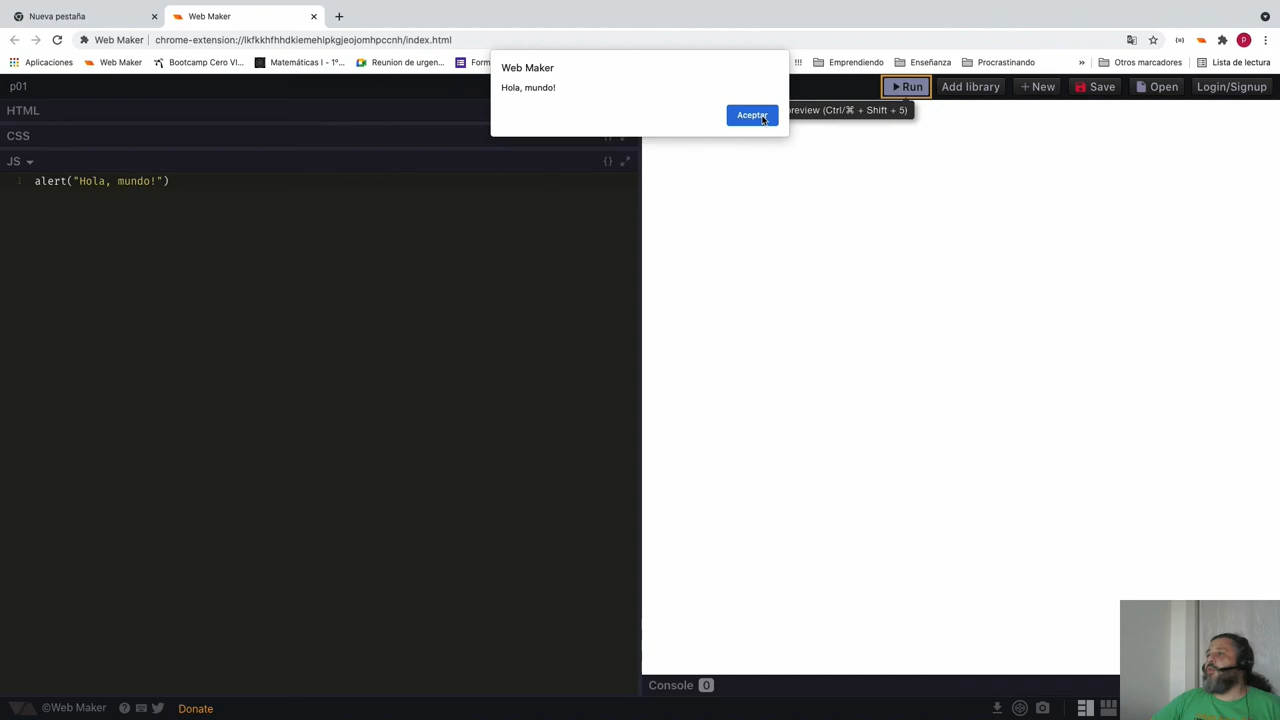 Nueva pestaña
Web Maker
Web Maker chrome-extension://lkfkkhfhhdkiemehlpkgjeojomhpccnh/index.html
P
Aplicaciones Web Maker Bootcamp Cero VI... Matemáticas I - 1º... Reunion de urgen... Form !!! Emprendiendo Enseñanza Procrastinando » Otros marcadores Lista de lectura
Web Maker
Hola, mundo!
Aceptar
p01
Run Add library + New Save Open Login/Signup
preview (Ctrl/⌘ + Shift + 5)
HTML
CSS
JS {}
1 alert("Hola, mundo!")
Console 0
©Web Maker ? Donate